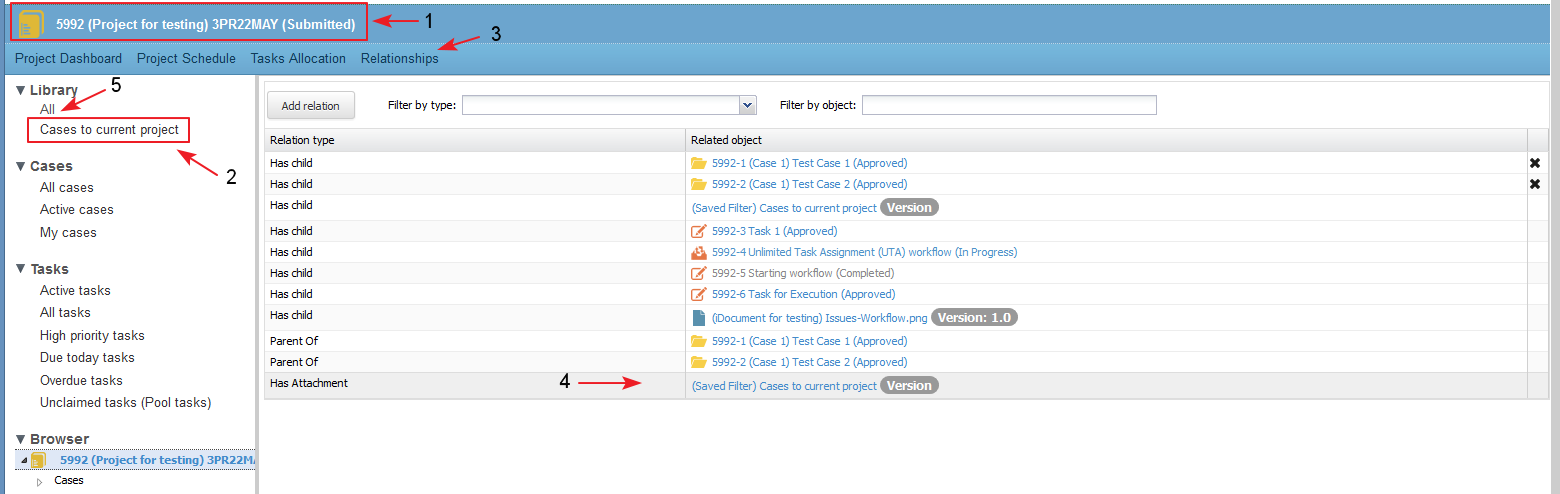 5992 (Project for testing) 3PR22MAY (Submitted) 1
3
Project Dashboard Project Schedule Tasks Allocation Relationships
Library 5
All
Cases to current project
2
Cases
All cases
Active cases
My cases
Tasks
Active tasks
All tasks
High priority tasks
Due today tasks
Overdue tasks
Unclaimed tasks (Pool tasks)
Browser
5992 (Project for testing) 3PR22MA
Cases
Add relation Filter by type: Filter by object:
Relation type Related object
Has child 5992-1 (Case 1) Test Case 1 (Approved)
Has child 5992-2 (Case 1) Test Case 2 (Approved)
Has child (Saved Filter) Cases to current project Version
Has child 5992-3 Task 1 (Approved)
Has child 5992-4 Unlimited Task Assignment (UTA) workflow (In Progress)
Has child 5992-5 Starting workflow (Completed)
Has child 5992-6 Task for Execution (Approved)
Has child (iDocument for testing) Issues-Workflow.png Version: 1.0
Parent Of 5992-1 (Case 1) Test Case 1 (Approved)
Parent Of 5992-2 (Case 1) Test Case 2 (Approved)
Has Attachment 4 (Saved Filter) Cases to current project Version